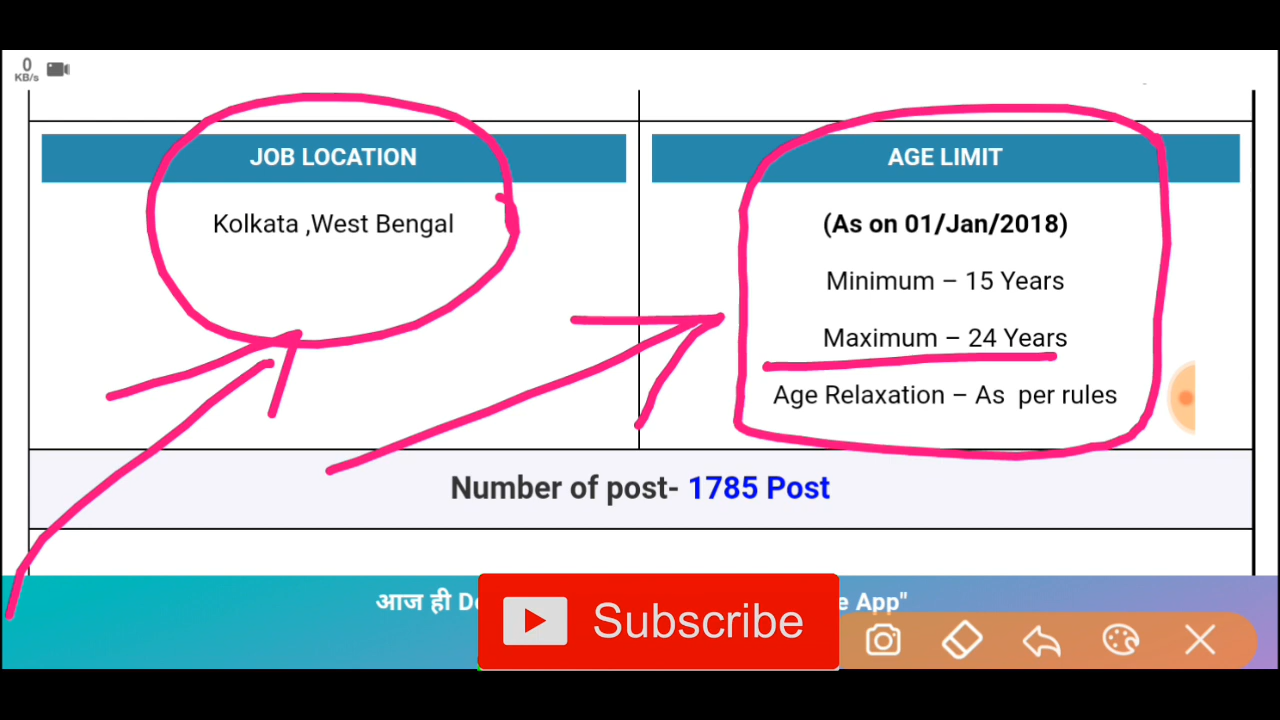 0
KB/s
JOB LOCATION
Kolkata ,West Bengal
AGE LIMIT
(As on 01/Jan/2018)
Minimum – 15 Years
Maximum – 24 Years
Age Relaxation – As per rules
Number of post- 1785 Post
आज ही
e App"
Subscribe